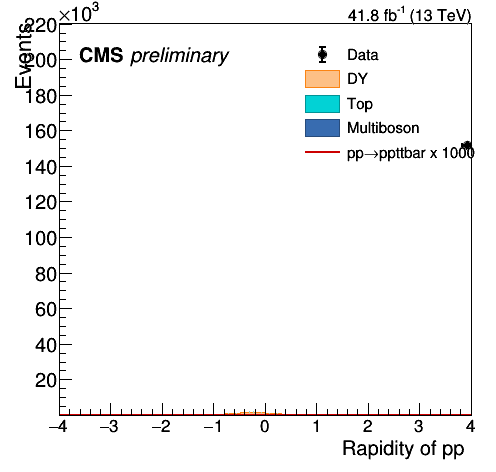 ×10³
41.8 fb⁻¹ (13 TeV)
Events
CMS preliminary
Data
DY
Top
Multiboson
pp→ppttbar x 1000
220
200
180
160
140
120
100
80
60
40
20
−4 −3 −2 −1 0 1 2 3 4
Rapidity of pp